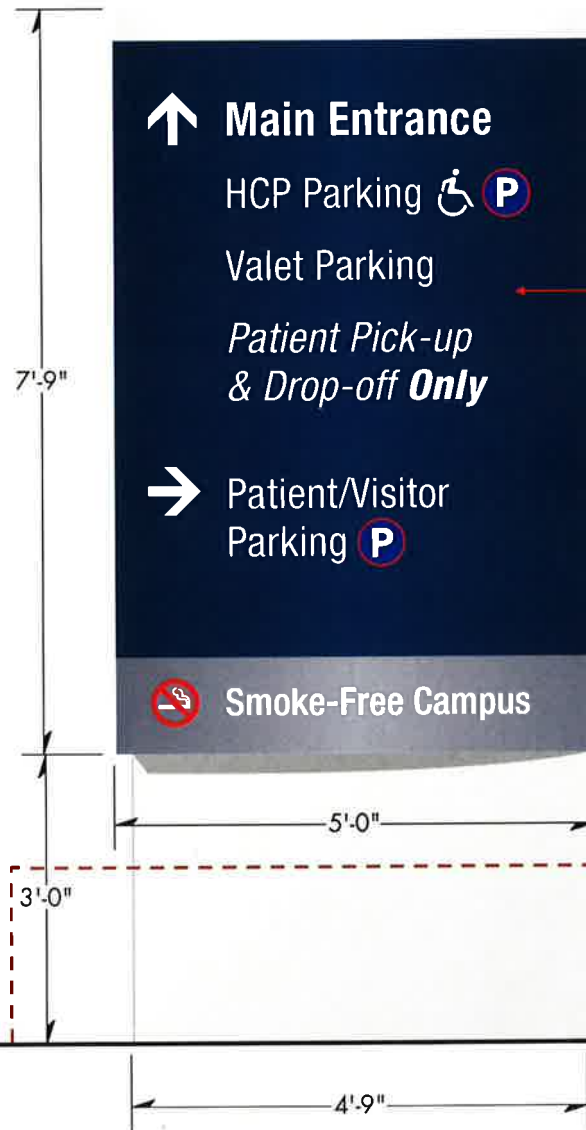 Main Entrance
HCP Parking P
Valet Parking
Patient Pick-up
& Drop-off Only
Patient/Visitor
Parking P
Smoke-Free Campus
7'-9"
5'-0"
3'-0"
4'-9"